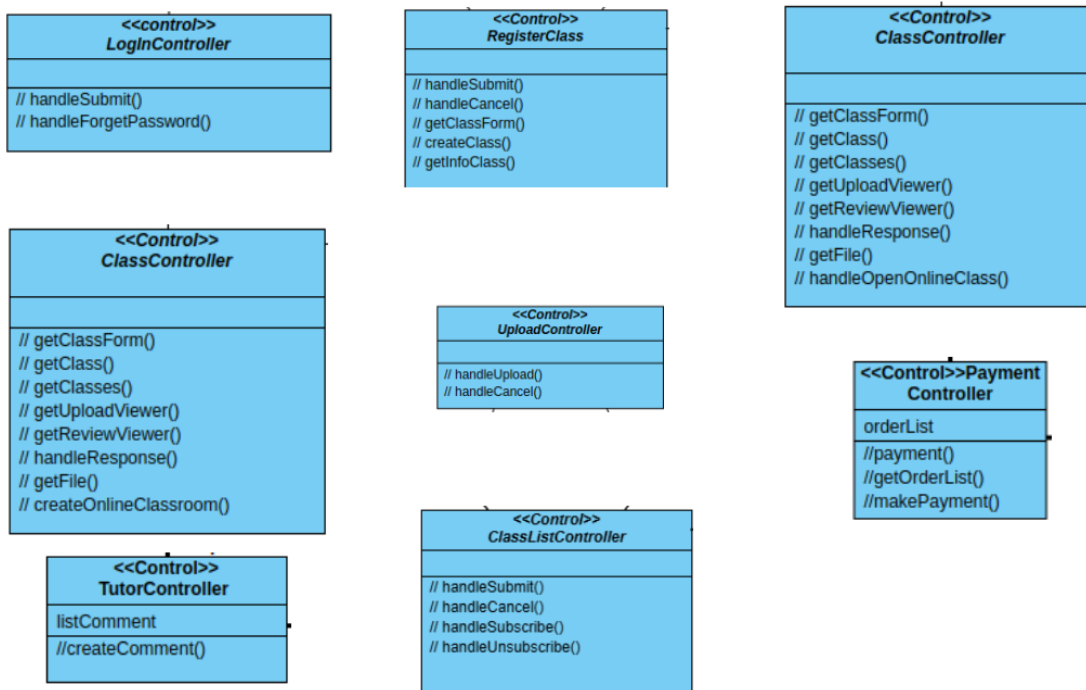 <<control>>
LogInController
// handleSubmit()
// handleForgetPassword()
<<Control>>
RegisterClass
// handleSubmit()
// handleCancel()
// getClassForm()
// createClass()
// getInfoClass()
<<Control>>
ClassController
// getClassForm()
// getClass()
// getClasses()
// getUploadViewer()
// getReviewViewer()
// handleResponse()
// getFile()
// handleOpenOnlineClass()
<<Control>>
ClassController
// getClassForm()
// getClass()
// getClasses()
// getUploadViewer()
// getReviewViewer()
// handleResponse()
// getFile()
// createOnlineClassroom()
<<Control>>
UploadController
// handleUpload()
// handleCancel()
<<Control>>Payment
Controller
orderList
//payment()
//getOrderList()
//makePayment()
<<Control>>
TutorController
listComment
//createComment()
<<Control>>
ClassListController
// handleSubmit()
// handleCancel()
// handleSubscribe()
// handleUnsubscribe()